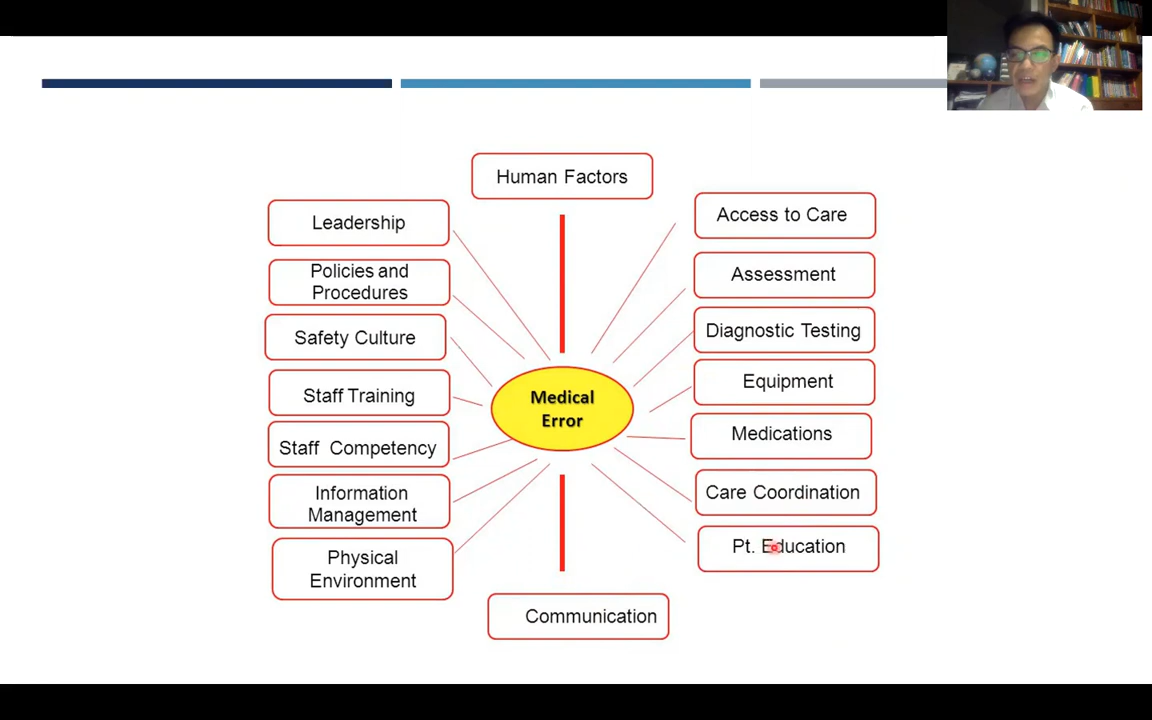 Human Factors
Leadership
Policies and
Procedures
Safety Culture
Staff Training
Staff Competency
Information
Management
Physical
Environment
Medical
Error
Access to Care
Assessment
Diagnostic Testing
Equipment
Medications
Care Coordination
Pt. Education
Communication